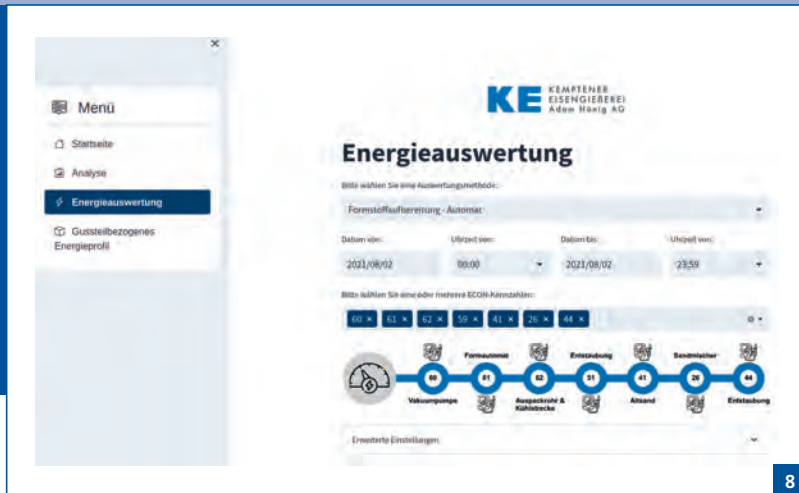 ×
KE KEMPTENER
EISENGIEßEREI
Adam Hönig AG
Menü
Startseite
Analyse
Energieauswertung
Gussteilbezogenes
Energieprofil
Energieauswertung
Bitte wählen Sie eine Auswertungsmethode:
Formstoffaufbereitung - Automat
Datum von: Uhrzeit von: Datum bis: Uhrzeit von:
2021/08/02 00:00 2021/08/02 23:59
Bitte wählen Sie eine oder mehrere ECON-Kennzahlen:
60 × 61 × 62 × 59 × 41 × 26 × 44 ×
Formautomat Entstaubung Sandmischer
60 61 62 51 41 26 44
Vakuumpumpe Auspackrohr & Kühlstrecke Altsand Entstaubung
Erweiterte Einstellungen
8